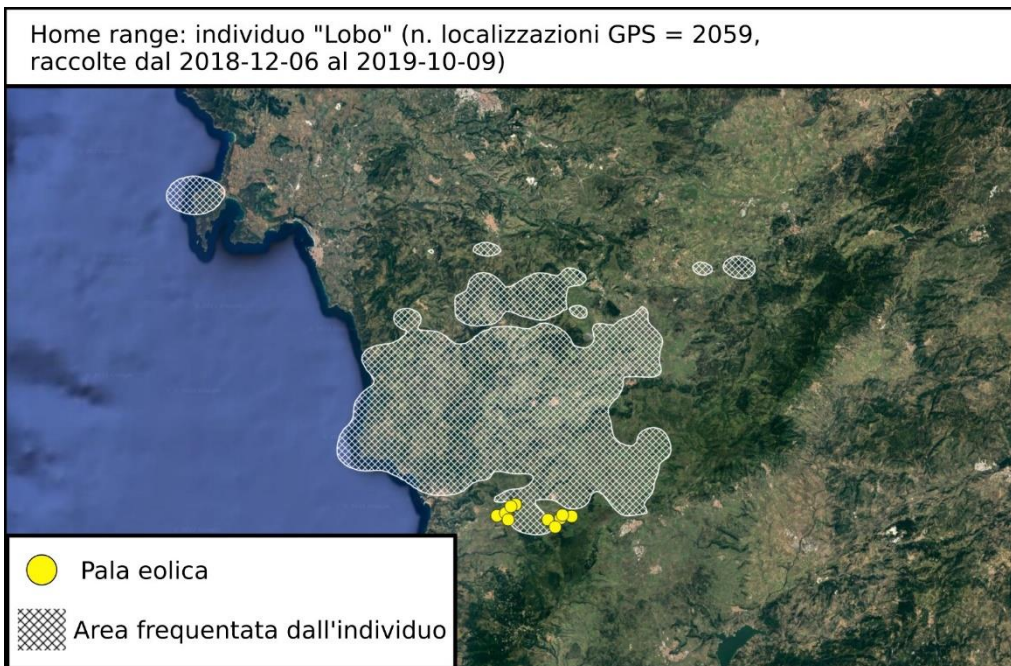 Home range: individuo "Lobo" (n. localizzazioni GPS = 2059,
raccolte dal 2018-12-06 al 2019-10-09)
Pala eolica
Area frequentata dall'individuo